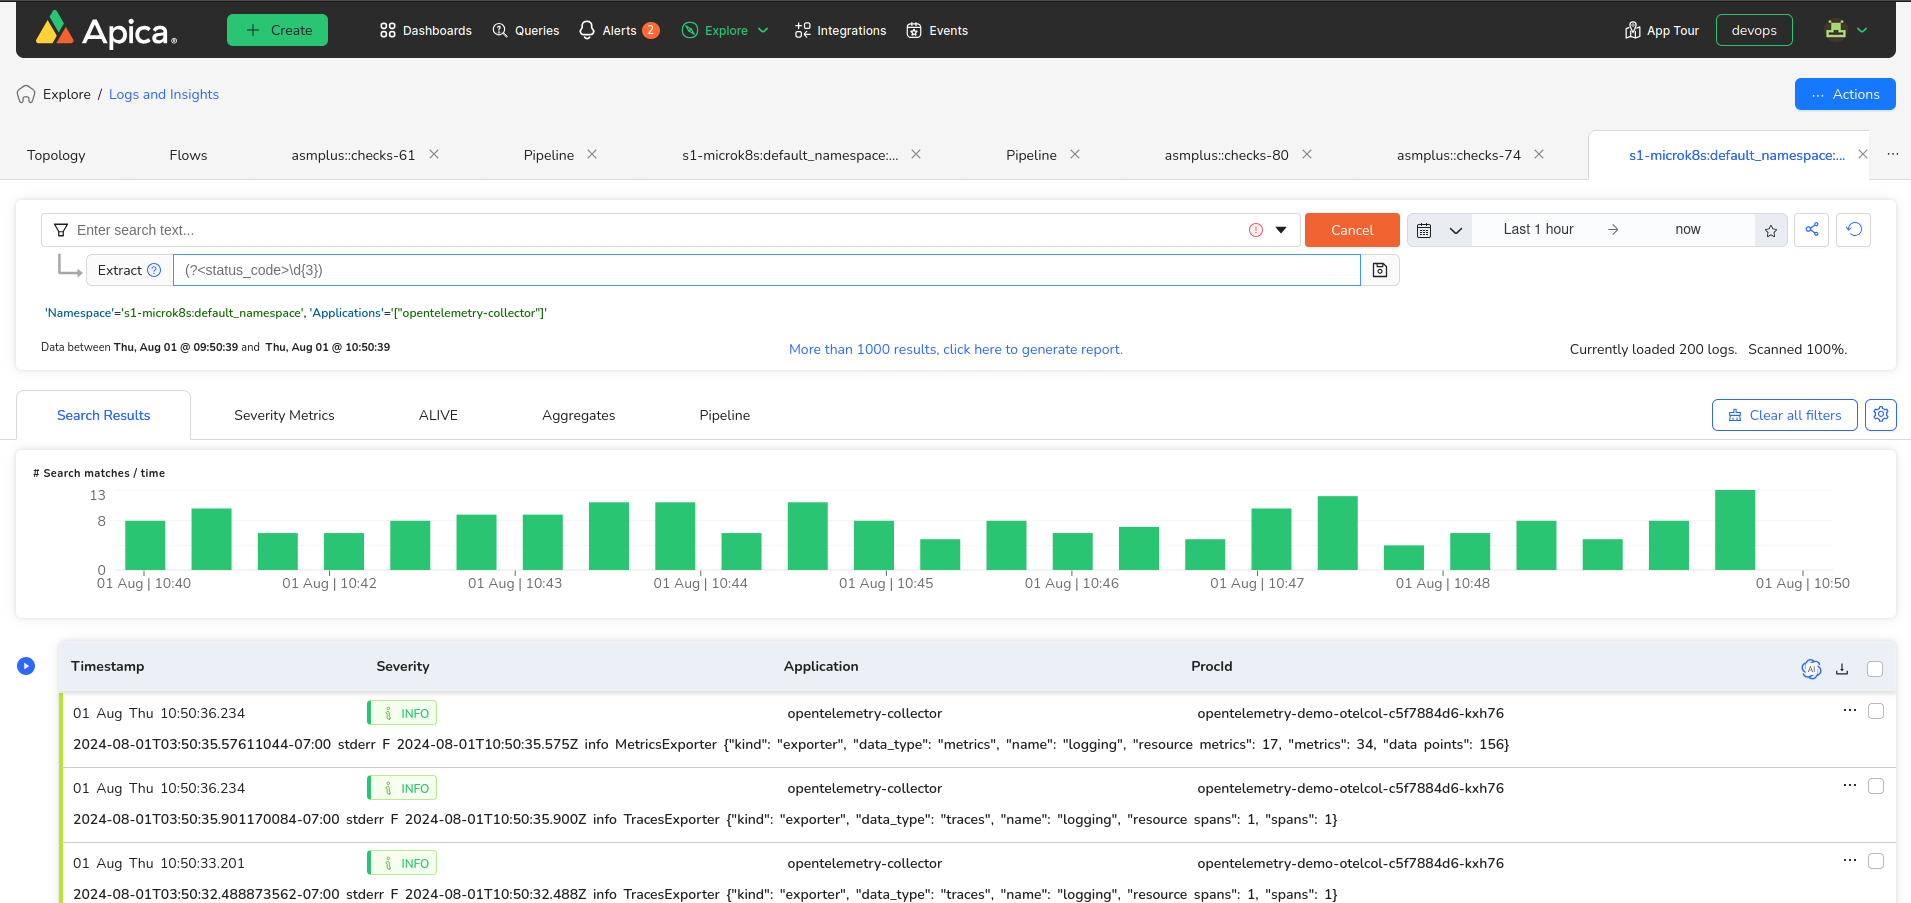 Apica
+ Create
Dashboards
Queries
Alerts 2
Explore
Integrations
Events
App Tour
devops
Explore / Logs and Insights
... Actions
Topology
Flows
asmplus::checks-61
Pipeline
s1-microk8s:default_namespace:...
Pipeline
asmplus::checks-80
asmplus::checks-74
s1-microk8s:default_namespace:...
...
Enter search text...
Cancel
Last 1 hour → now
Extract
(?<status_code>\d{3})
'Namespace'='s1-microk8s:default_namespace', 'Applications'='["opentelemetry-collector"]'
Data between Thu, Aug 01 @ 09:50:39 and Thu, Aug 01 @ 10:50:39
More than 1000 results, click here to generate report.
Currently loaded 200 logs. Scanned 100%.
Search Results
Severity Metrics
ALIVE
Aggregates
Pipeline
Clear all filters
# Search matches / time
13
8
0
01 Aug | 10:40
01 Aug | 10:42
01 Aug | 10:43
01 Aug | 10:44
01 Aug | 10:45
01 Aug | 10:46
01 Aug | 10:47
01 Aug | 10:48
01 Aug | 10:50
Timestamp Severity Application ProcId
AI
01 Aug Thu 10:50:36.234 INFO opentelemetry-collector opentelemetry-demo-otelcol-c5f7884d6-kxh76 ...
2024-08-01T03:50:35.57611044-07:00 stderr F 2024-08-01T10:50:35.575Z info MetricsExporter {"kind": "exporter", "data_type": "metrics", "name": "logging", "resource metrics": 17, "metrics": 34, "data points": 156}
01 Aug Thu 10:50:36.234 INFO opentelemetry-collector opentelemetry-demo-otelcol-c5f7884d6-kxh76 ...
2024-08-01T03:50:35.901170084-07:00 stderr F 2024-08-01T10:50:35.900Z info TracesExporter {"kind": "exporter", "data_type": "traces", "name": "logging", "resource spans": 1, "spans": 1}
01 Aug Thu 10:50:33.201 INFO opentelemetry-collector opentelemetry-demo-otelcol-c5f7884d6-kxh76 ...
2024-08-01T03:50:32.488873562-07:00 stderr F 2024-08-01T10:50:32.488Z info TracesExporter {"kind": "exporter", "data_type": "traces", "name": "logging", "resource spans": 1, "spans": 1}